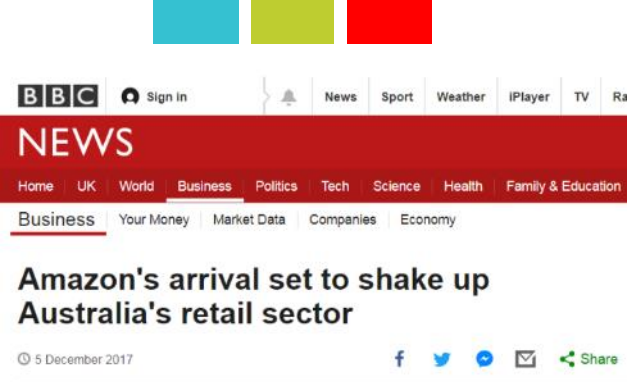 BBC Sign in News Sport Weather iPlayer TV Ra
NEWS
Home UK World Business Politics Tech Science Health Family & Education
Business Your Money Market Data Companies Economy
Amazon's arrival set to shake up
Australia's retail sector
5 December 2017 Share